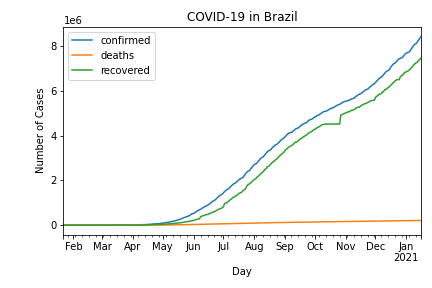 COVID-19 in Brazil
1e6
confirmed
deaths
recovered
8
6
4
2
0
Number of Cases
Feb Mar Apr May Jun Jul Aug Sep Oct Nov Dec Jan
2021
Day